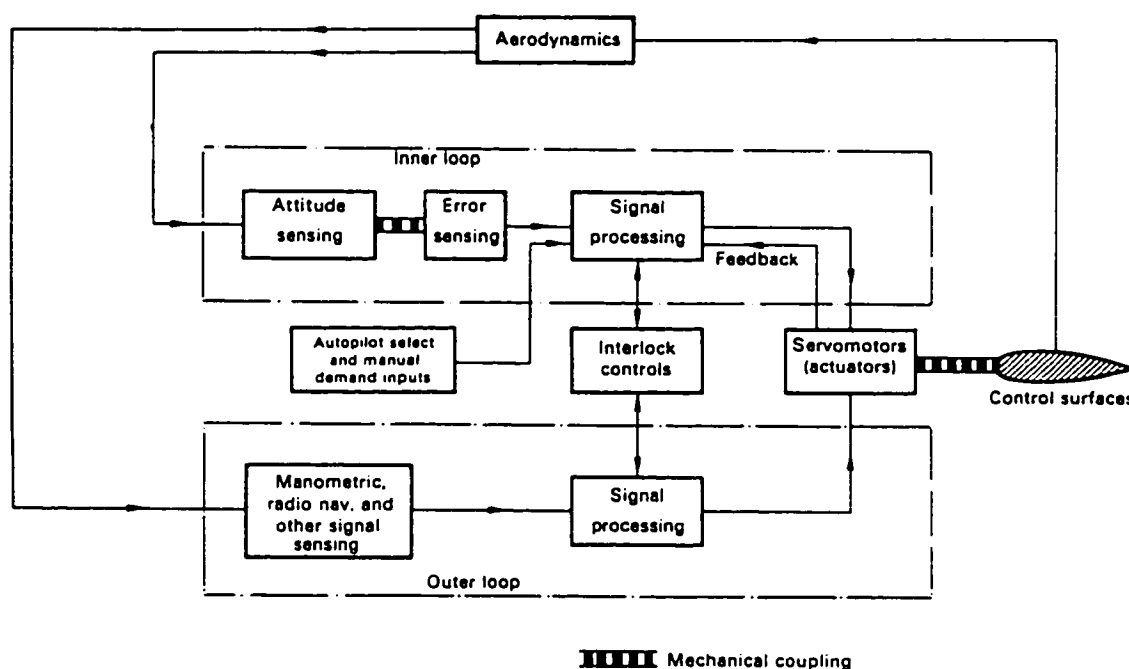 Aerodynamics
Inner loop
Attitude
sensing
Error
sensing
Signal
processing
Feedback
Autopilot select
and manual
demand inputs
Interlock
controls
Servomotors
(actuators)
Control surfaces
Manometric,
radio nav. and
other signal
sensing
Signal
processing
Outer loop
Mechanical coupling